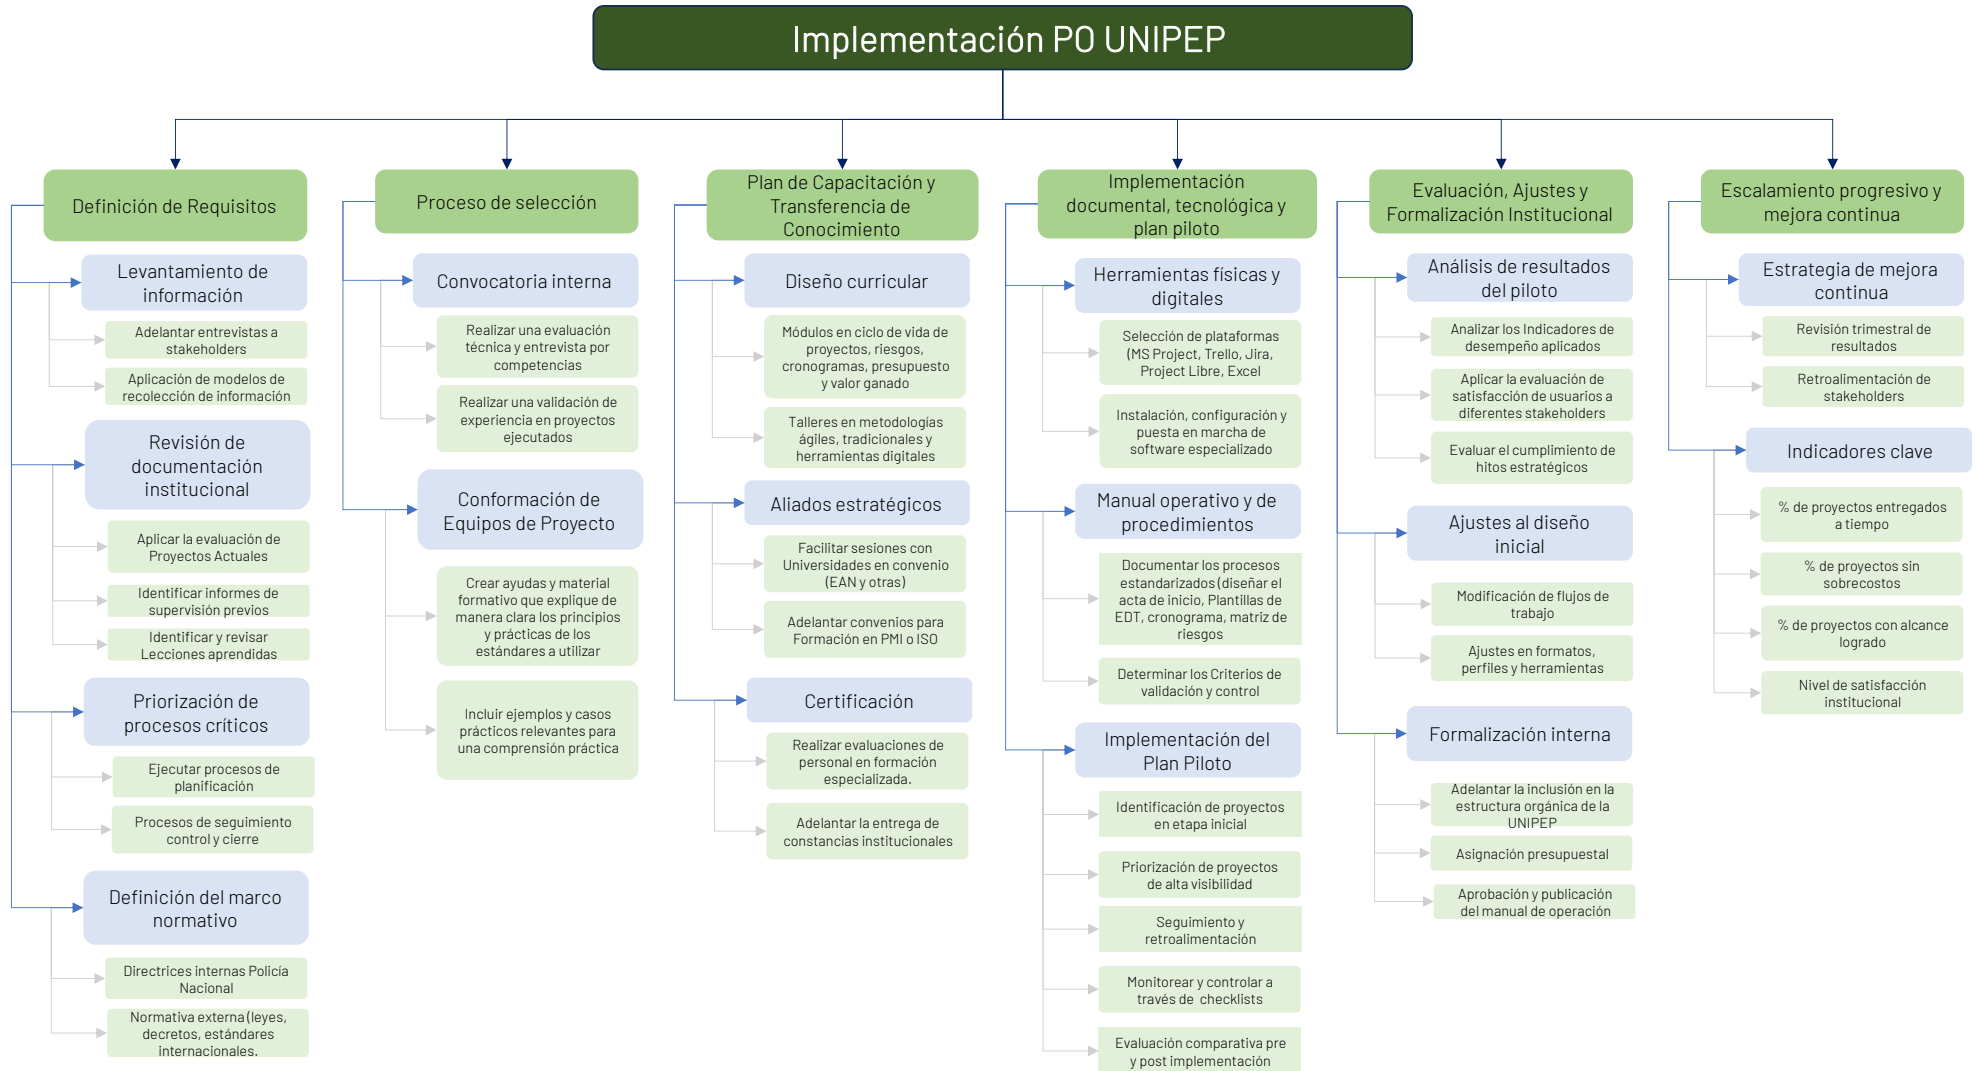 Implementación PO UNIPEP
Definición de Requisitos
Levantamiento de
información
Adelantar entrevistas a
stakeholders
Aplicación de modelos de
recolección de información
Revisión de
documentación
institucional
Aplicar la evaluación de
Proyectos Actuales
Identificar informes de
supervisión previos
Identificar y revisar
Lecciones aprendidas
Priorización de
procesos críticos
Ejecutar procesos de
planificación
Procesos de seguimiento
control y cierre
Definición del marco
normativo
Directrices internas Policía
Nacional
Normativa externa (leyes,
decretos, estándares
internacionales.
Proceso de selección
Convocatoria interna
Realizar una evaluación
técnica y entrevista por
competencias
Realizar una validación de
experiencia en proyectos
ejecutados
Conformación de
Equipos de Proyecto
Crear ayudas y material
formativo que explique de
manera clara los principios
y prácticas de los
estándares a utilizar
Incluir ejemplos y casos
prácticos relevantes para
una comprensión práctica
Plan de Capacitación y
Transferencia de
Conocimiento
Diseño curricular
Módulos en ciclo de vida de
proyectos, riesgos,
cronogramas, presupuesto
y valor ganado
Talleres en metodologías
ágiles, tradicionales y
herramientas digitales
Aliados estratégicos
Facilitar sesiones con
Universidades en convenio
(EAN y otras)
Adelantar convenios para
Formación en PMI o ISO
Certificación
Realizar evaluaciones de
personal en formación
especializada.
Adelantar la entrega de
constancias institucionales
Implementación
documental, tecnológica y
plan piloto
Herramientas físicas y
digitales
Selección de plataformas
(MS Project, Trello, Jira,
Project Libre, Excel
Instalación, configuración y
puesta en marcha de
software especializado
Manual operativo y de
procedimientos
Documentar los procesos
estandarizados (diseñar el
acta de inicio, Plantillas de
EDT, cronograma, matriz de
riesgos
Determinar los Criterios de
validación y control
Implementación del
Plan Piloto
Identificación de proyectos
en etapa inicial
Priorización de proyectos
de alta visibilidad
Seguimiento y
retroalimentación
Monitorear y controlar a
través de checklists
Evaluación comparativa pre
y post implementación
Evaluación, Ajustes y
Formalización Institucional
Análisis de resultados
del piloto
Analizar los Indicadores de
desempeño aplicados
Aplicar la evaluación de
satisfacción de usuarios a
diferentes stakeholders
Evaluar el cumplimiento de
hitos estratégicos
Ajustes al diseño
inicial
Modificación de flujos de
trabajo
Ajustes en formatos,
perfiles y herramientas
Formalización interna
Adelantar la inclusión en la
estructura orgánica de la
UNIPEP
Asignación presupuestal
Aprobación y publicación
del manual de operación
Escalamiento progresivo y
mejora continua
Estrategia de mejora
continua
Revisión trimestral de
resultados
Retroalimentación de
stakeholders
Indicadores clave
% de proyectos entregados
a tiempo
% de proyectos sin
sobrecostos
% de proyectos con alcance
logrado
Nivel de satisfacción
institucional